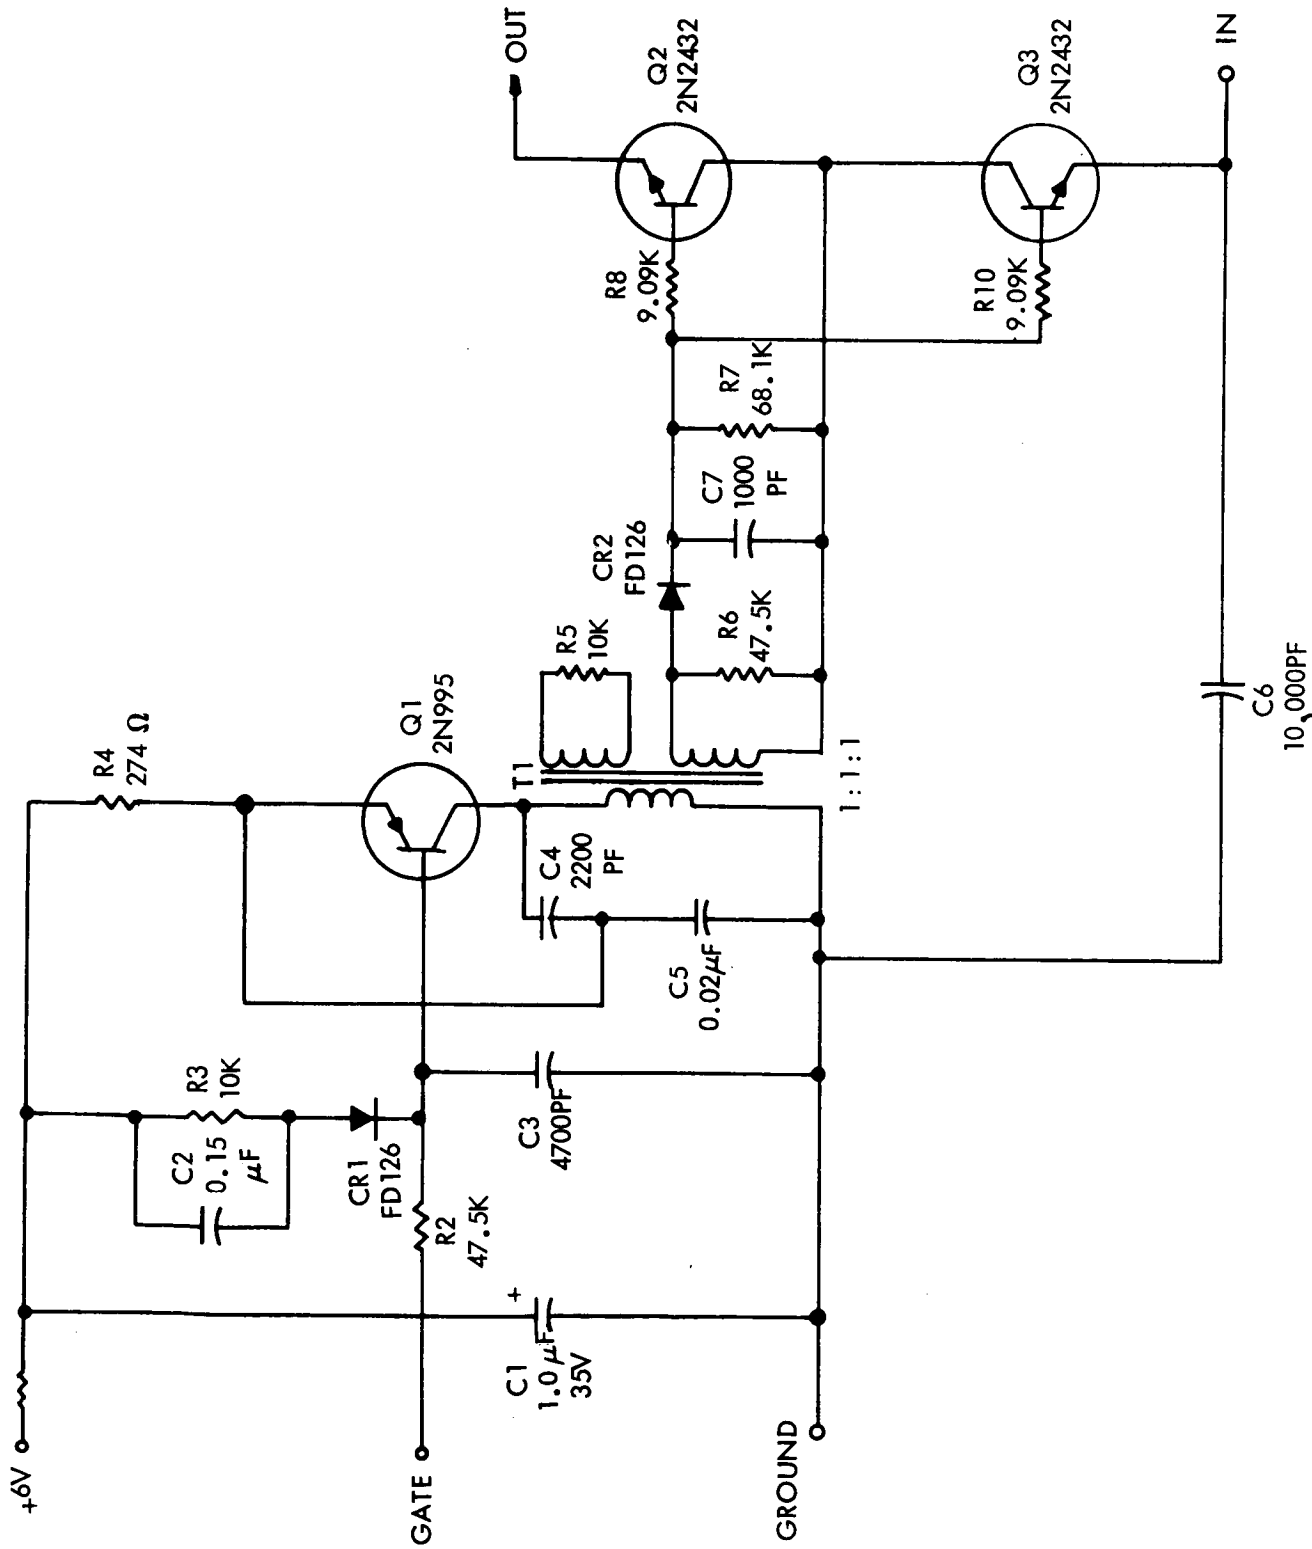 +6V
GATE
GROUND
C1
1.0 µF
35V
C2
0.15
µF
R3
10K
CR1
FD126
R2
47.5K
C3
4700PF
R4
274 Ω
Q1
2N995
C4
2200
PF
C5
0.02µF
T1
1:1:1
R5
10K
R6
47.5K
CR2
FD126
C7
1000
PF
R7
68.1K
R8
9.09K
R10
9.09K
Q2
2N2432
OUT
Q3
2N2432
IN
C6
10,000PF